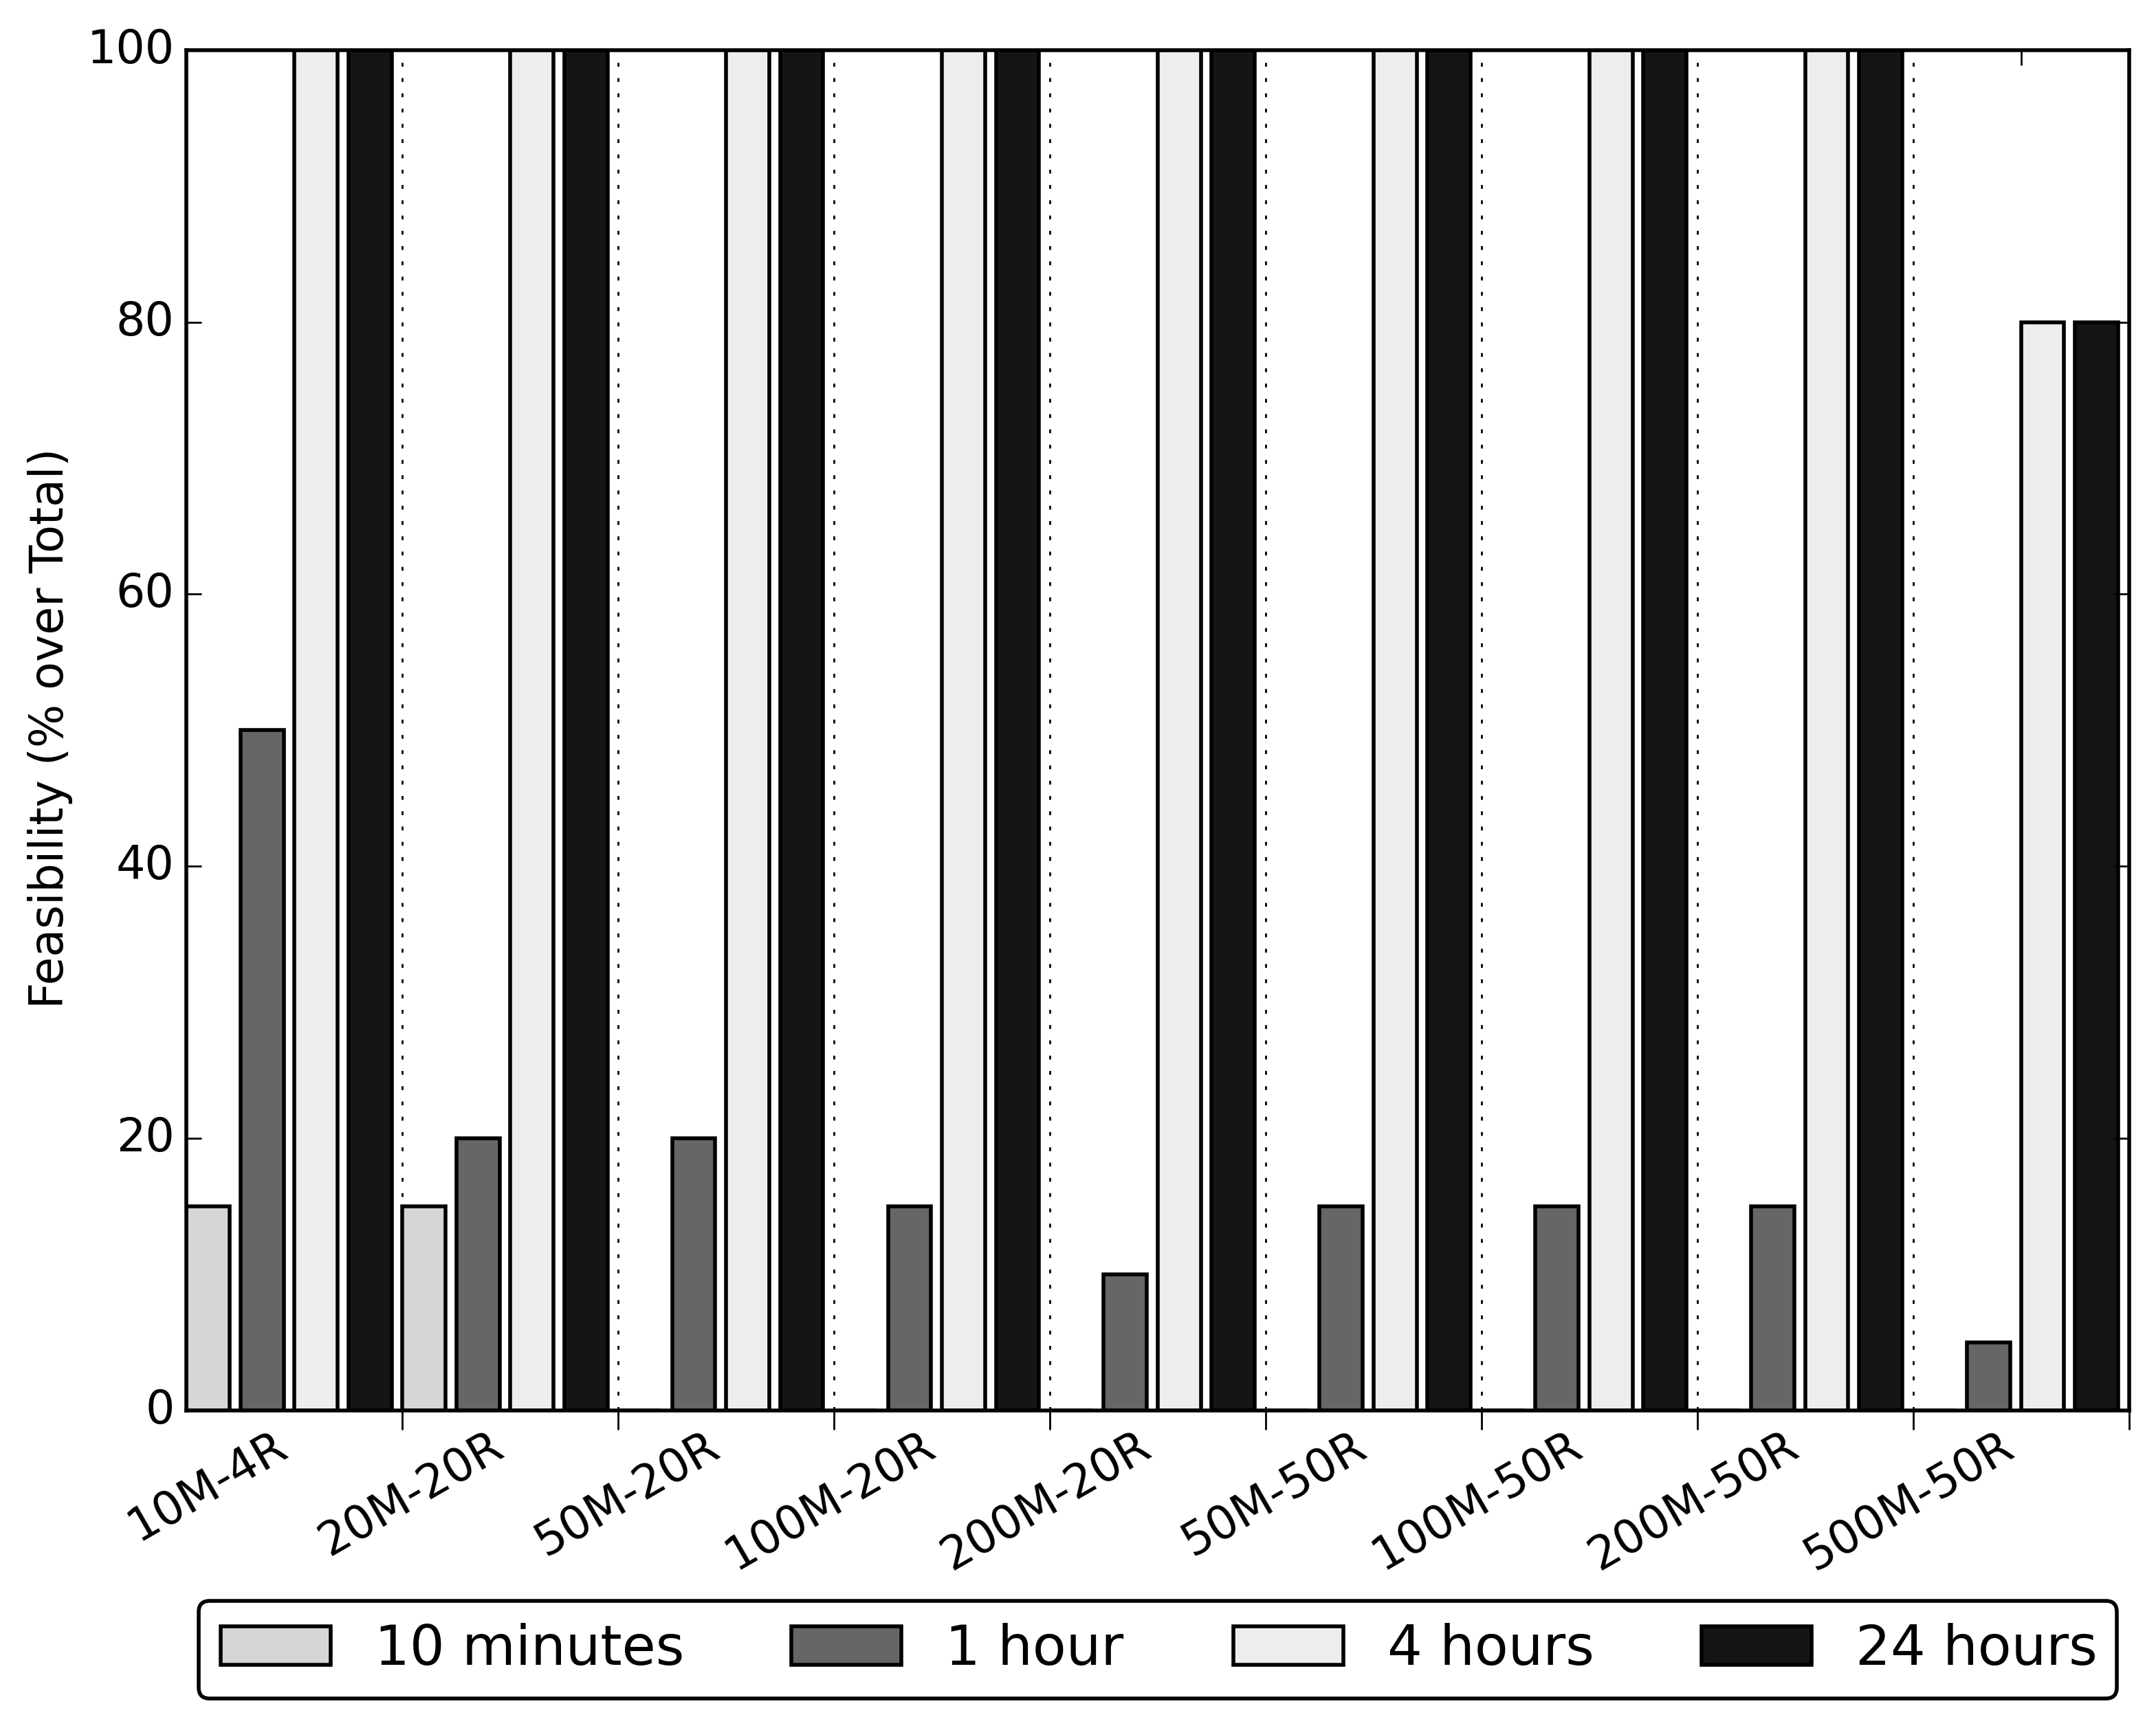 Feasibility (% over Total)
100
80
60
40
20
0
10M-4R
20M-20R
50M-20R
100M-20R
200M-20R
50M-50R
100M-50R
200M-50R
500M-50R
10 minutes
1 hour
4 hours
24 hours